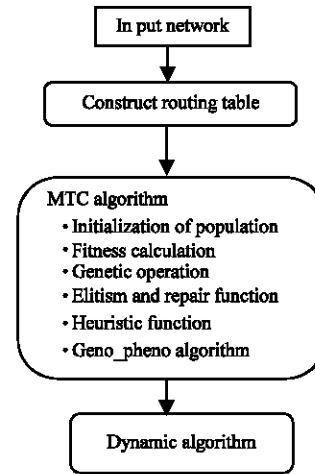 In put network
Construct routing table
MTC algorithm
• Initialization of population
• Fitness calculation
• Genetic operation
• Elitism and repair function
• Heuristic function
• Geno_pheno algorithm
Dynamic algorithm